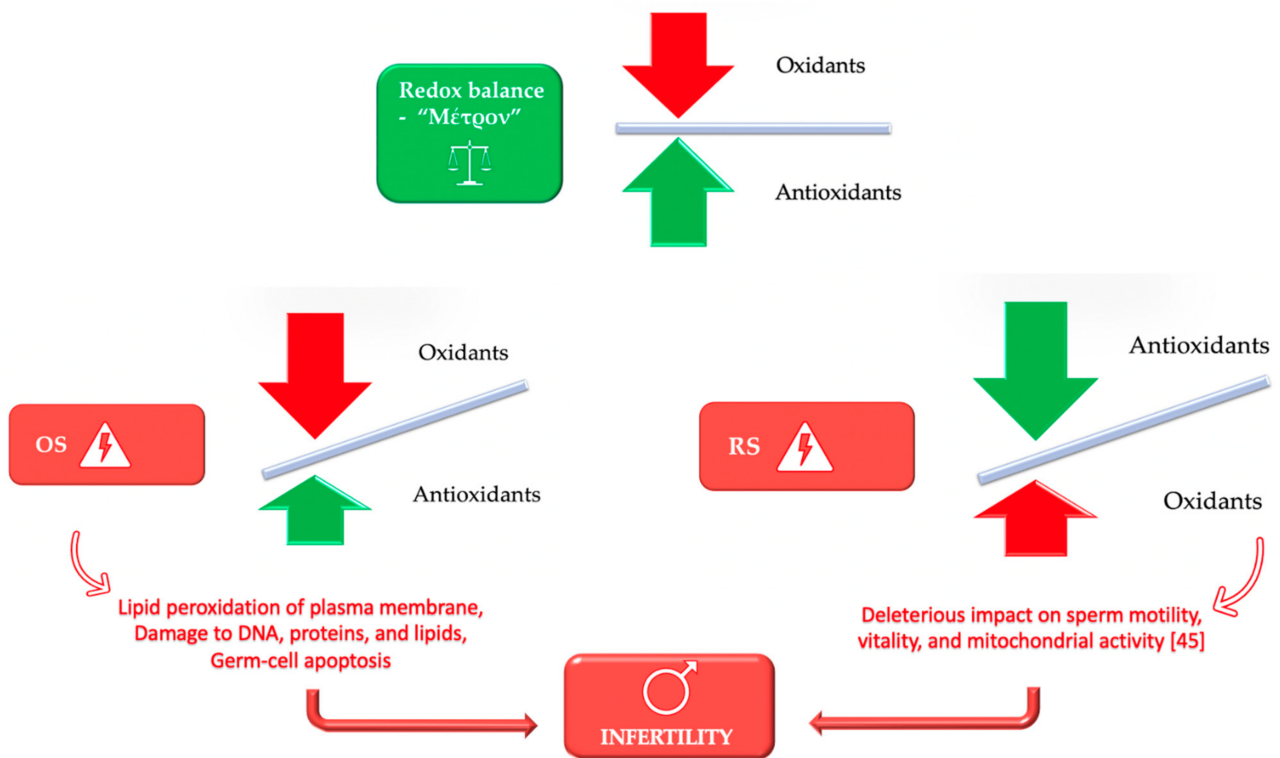 Redox balance
- “Μέτρον”
Oxidants
Antioxidants
Oxidants
OS
Antioxidants
Lipid peroxidation of plasma membrane,
Damage to DNA, proteins, and lipids,
Germ-cell apoptosis
Antioxidants
RS
Oxidants
Deleterious impact on sperm motility,
vitality, and mitochondrial activity [45]
INFERTILITY